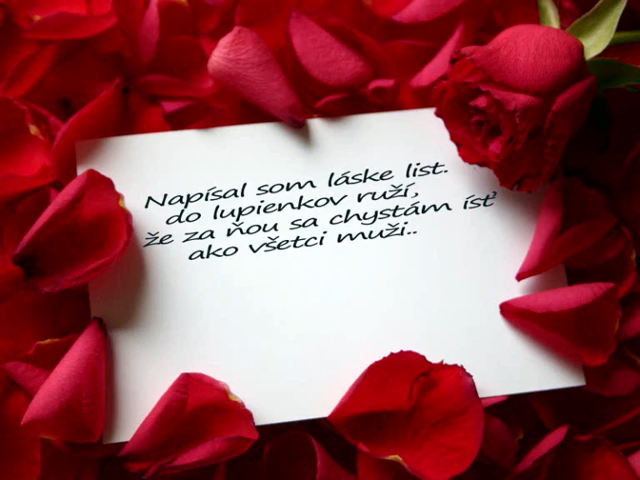 Napísal som láske list.
do lupienkov ruží,
že za ňou sa chystám ísť
ako všetci muži..